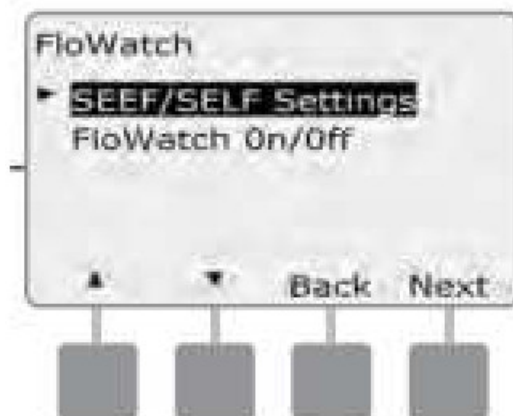 FloWatch
► SEEF/SELF Settings
FloWatch On/Off
▲ ▼ Back Next